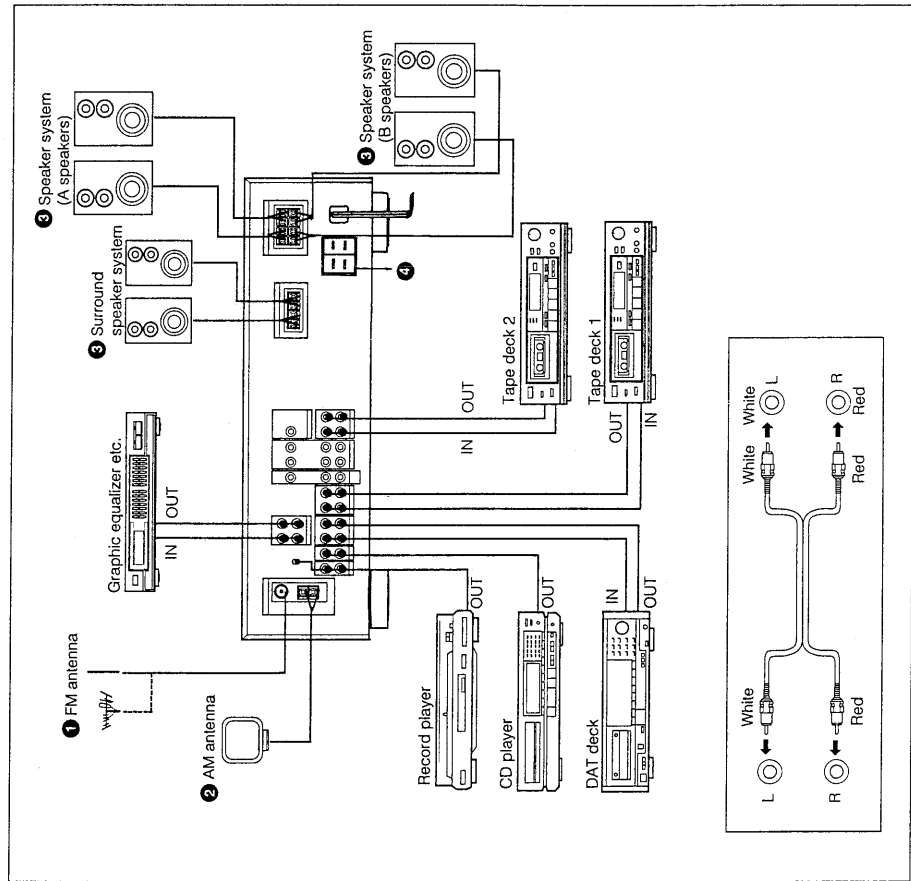 ❶ FM antenna
❷ AM antenna
Graphic equalizer etc.
IN
OUT
❸ Surround
speaker system
❸ Speaker system
(A speakers)
❸ Speaker system
(B speakers)
❹
Record player
OUT
CD player
OUT
DAT deck
IN
OUT
IN
OUT
Tape deck 2
OUT
IN
Tape deck 1
L
White
White
White
L
R
Red
Red
Red
R